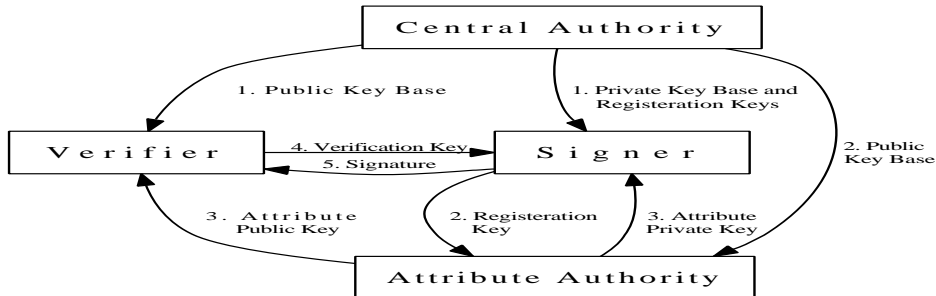 Central Authority
1. Public Key Base
1. Private Key Base and
Registeration Keys
Verifier
4. Verification Key
5. Signature
Signer
2. Public
Key Base
3. Attribute
Public Key
2. Registeration
Key
3. Attribute
Private Key
Attribute Authority